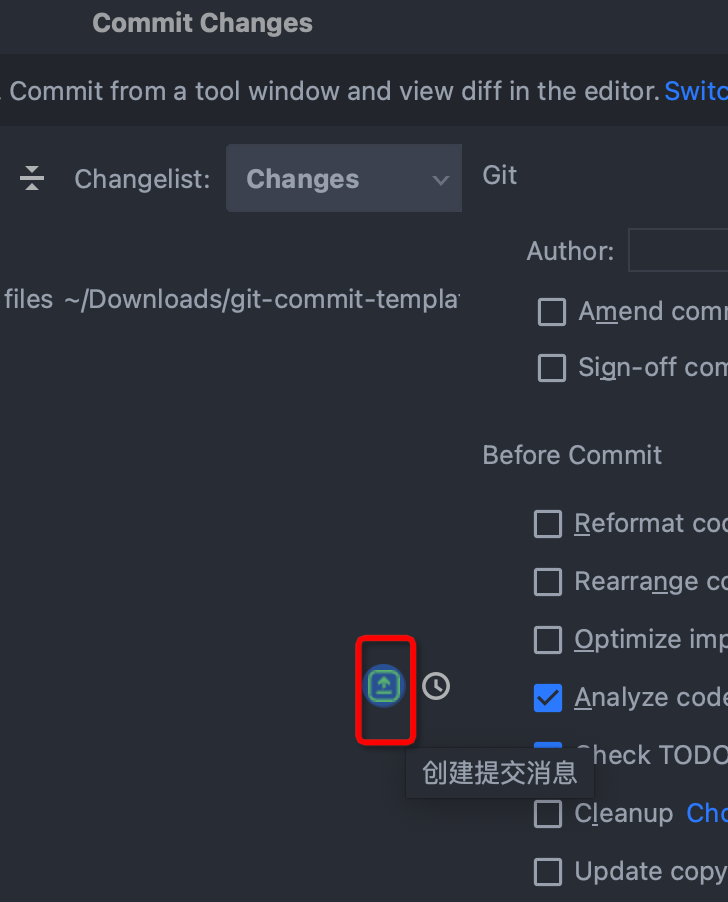 Commit Changes
. Commit from a tool window and view diff in the editor. Switc
Changelist: Changes
Git
Author:
files ~/Downloads/git-commit-templa
Amend com
Sign-off com
Before Commit
Reformat co
Rearrange c
Optimize imp
Analyze code
Check TODO
创建提交消息
Cleanup Cho
Update copy